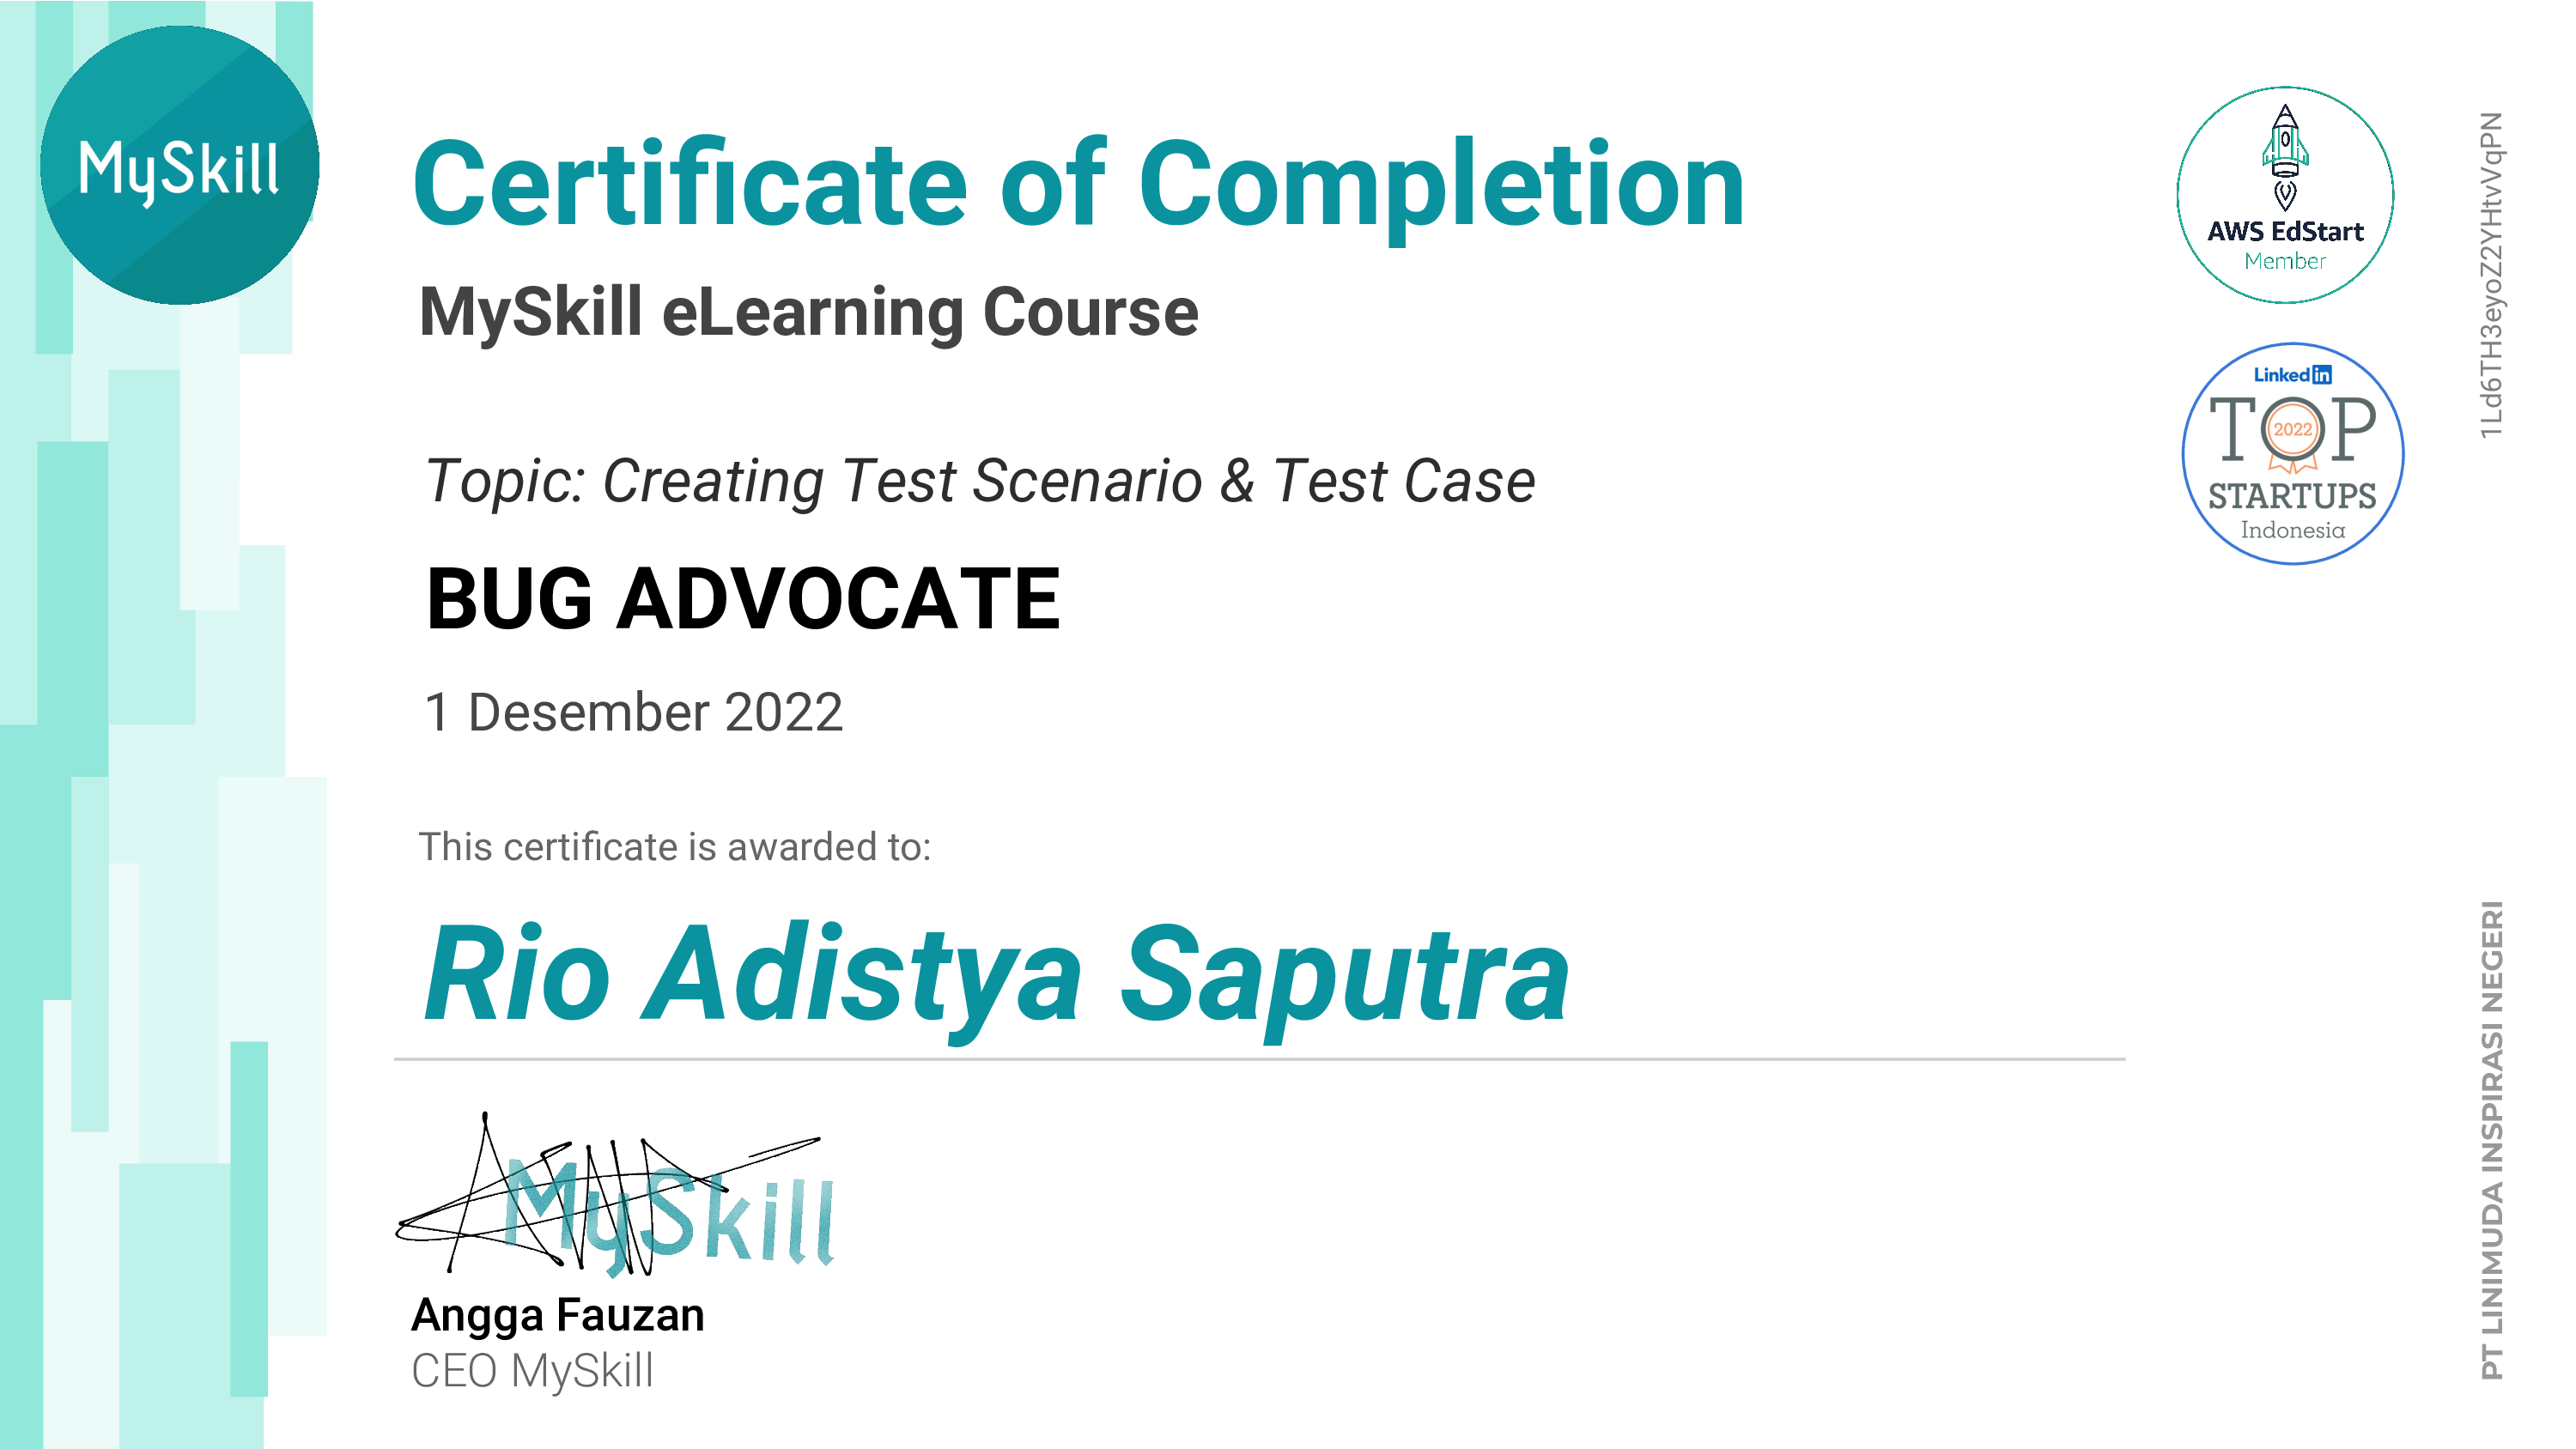 MySkill
Certificate of Completion
MySkill eLearning Course
Topic: Creating Test Scenario & Test Case
BUG ADVOCATE
1 Desember 2022
This certificate is awarded to:
Rio Adistya Saputra
MySkill
Angga Fauzan
CEO MySkill
AWS EdStart
Member
Linked in
TOP
2022
STARTUPS
Indonesia
1Ld6TH3eyoZ2YHtvVqPN
PT LINIMUDA INSPIRASI NEGERI